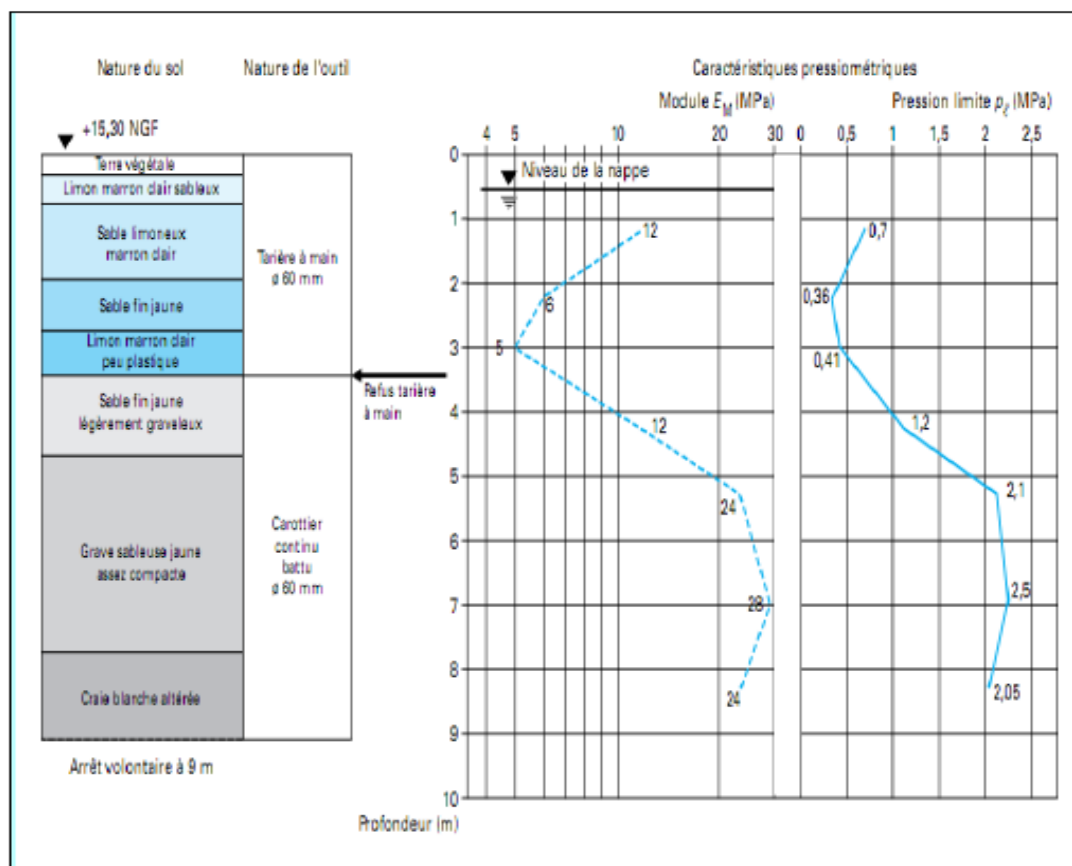 Nature du sol
Nature de l'outil
Caractéristiques pressiométriques
Module E_M (MPa)
Pression limite p_ℓ (MPa)
+15,30 NGF
4 5 10 20 30
0 0,5 1 1,5 2 2,5
Terre végétale
Limon marron clair sableux
Sable limoneux
marron clair
Sable fin jaune
Limon marron clair
peu plastique
Sable fin jaune
légèrement graveleux
Grave sableuse jaune
assez compacte
Craie blanche altérée
Arrêt volontaire à 9 m
Tarière à main
ø 60 mm
Refus tarière
à main
Carottier
continu
battu
ø 60 mm
0
1
2
3
4
5
6
7
8
9
10
Profondeur (m)
Niveau de la nappe
12
6
5
12
24
28
24
0,7
0,36
0,41
1,2
2,1
2,5
2,05